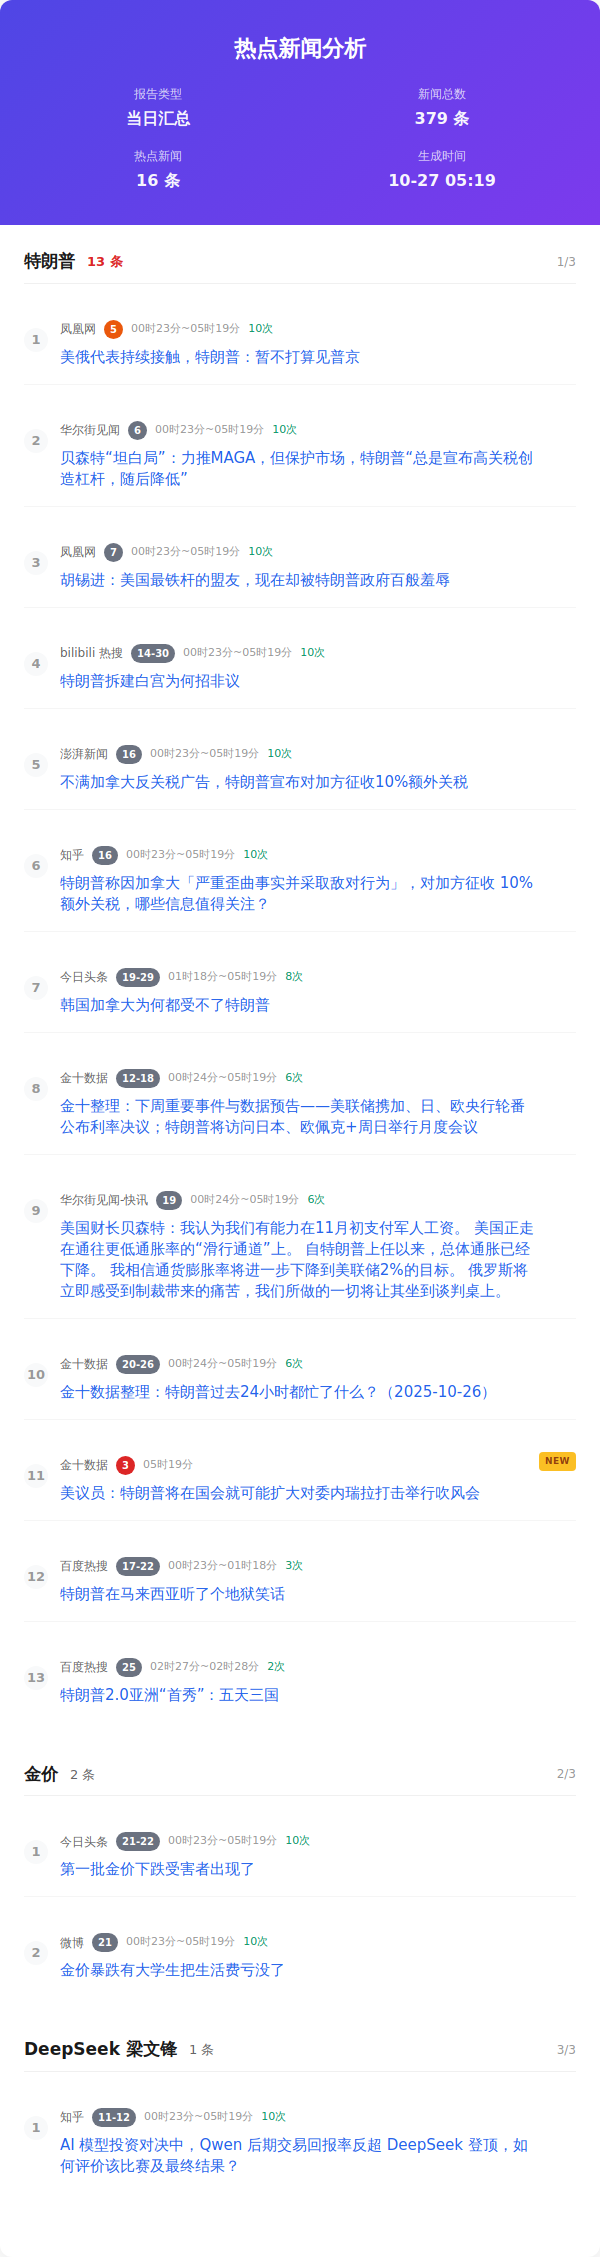 热点新闻分析
报告类型
新闻总数
当日汇总
379 条
热点新闻
生成时间
16 条
10-27 05:19
特朗普 13 条 1/3
1 凤凰网 5 00时23分~05时19分 10次
美俄代表持续接触，特朗普：暂不打算见普京
2 华尔街见闻 6 00时23分~05时19分 10次
贝森特“坦白局”：力推MAGA，但保护市场，特朗普“总是宣布高关税创
造杠杆，随后降低”
3 凤凰网 7 00时23分~05时19分 10次
胡锡进：美国最铁杆的盟友，现在却被特朗普政府百般羞辱
4 bilibili 热搜 14-30 00时23分~05时19分 10次
特朗普拆建白宫为何招非议
5 澎湃新闻 16 00时23分~05时19分 10次
不满加拿大反关税广告，特朗普宣布对加方征收10%额外关税
6 知乎 16 00时23分~05时19分 10次
特朗普称因加拿大「严重歪曲事实并采取敌对行为」，对加方征收 10%
额外关税，哪些信息值得关注？
7 今日头条 19-29 01时18分~05时19分 8次
韩国加拿大为何都受不了特朗普
8 金十数据 12-18 00时24分~05时19分 6次
金十整理：下周重要事件与数据预告——美联储携加、日、欧央行轮番
公布利率决议；特朗普将访问日本、欧佩克+周日举行月度会议
9 华尔街见闻-快讯 19 00时24分~05时19分 6次
美国财长贝森特：我认为我们有能力在11月初支付军人工资。 美国正走
在通往更低通胀率的“滑行通道”上。 自特朗普上任以来，总体通胀已经
下降。 我相信通货膨胀率将进一步下降到美联储2%的目标。 俄罗斯将
立即感受到制裁带来的痛苦，我们所做的一切将让其坐到谈判桌上。
10 金十数据 20-26 00时24分~05时19分 6次
金十数据整理：特朗普过去24小时都忙了什么？（2025-10-26）
11 金十数据 3 05时19分 NEW
美议员：特朗普将在国会就可能扩大对委内瑞拉打击举行吹风会
12 百度热搜 17-22 00时23分~01时18分 3次
特朗普在马来西亚听了个地狱笑话
13 百度热搜 25 02时27分~02时28分 2次
特朗普2.0亚洲“首秀”：五天三国
金价 2 条 2/3
1 今日头条 21-22 00时23分~05时19分 10次
第一批金价下跌受害者出现了
2 微博 21 00时23分~05时19分 10次
金价暴跌有大学生把生活费亏没了
DeepSeek 梁文锋 1 条 3/3
1 知乎 11-12 00时23分~05时19分 10次
AI 模型投资对决中，Qwen 后期交易回报率反超 DeepSeek 登顶，如
何评价该比赛及最终结果？